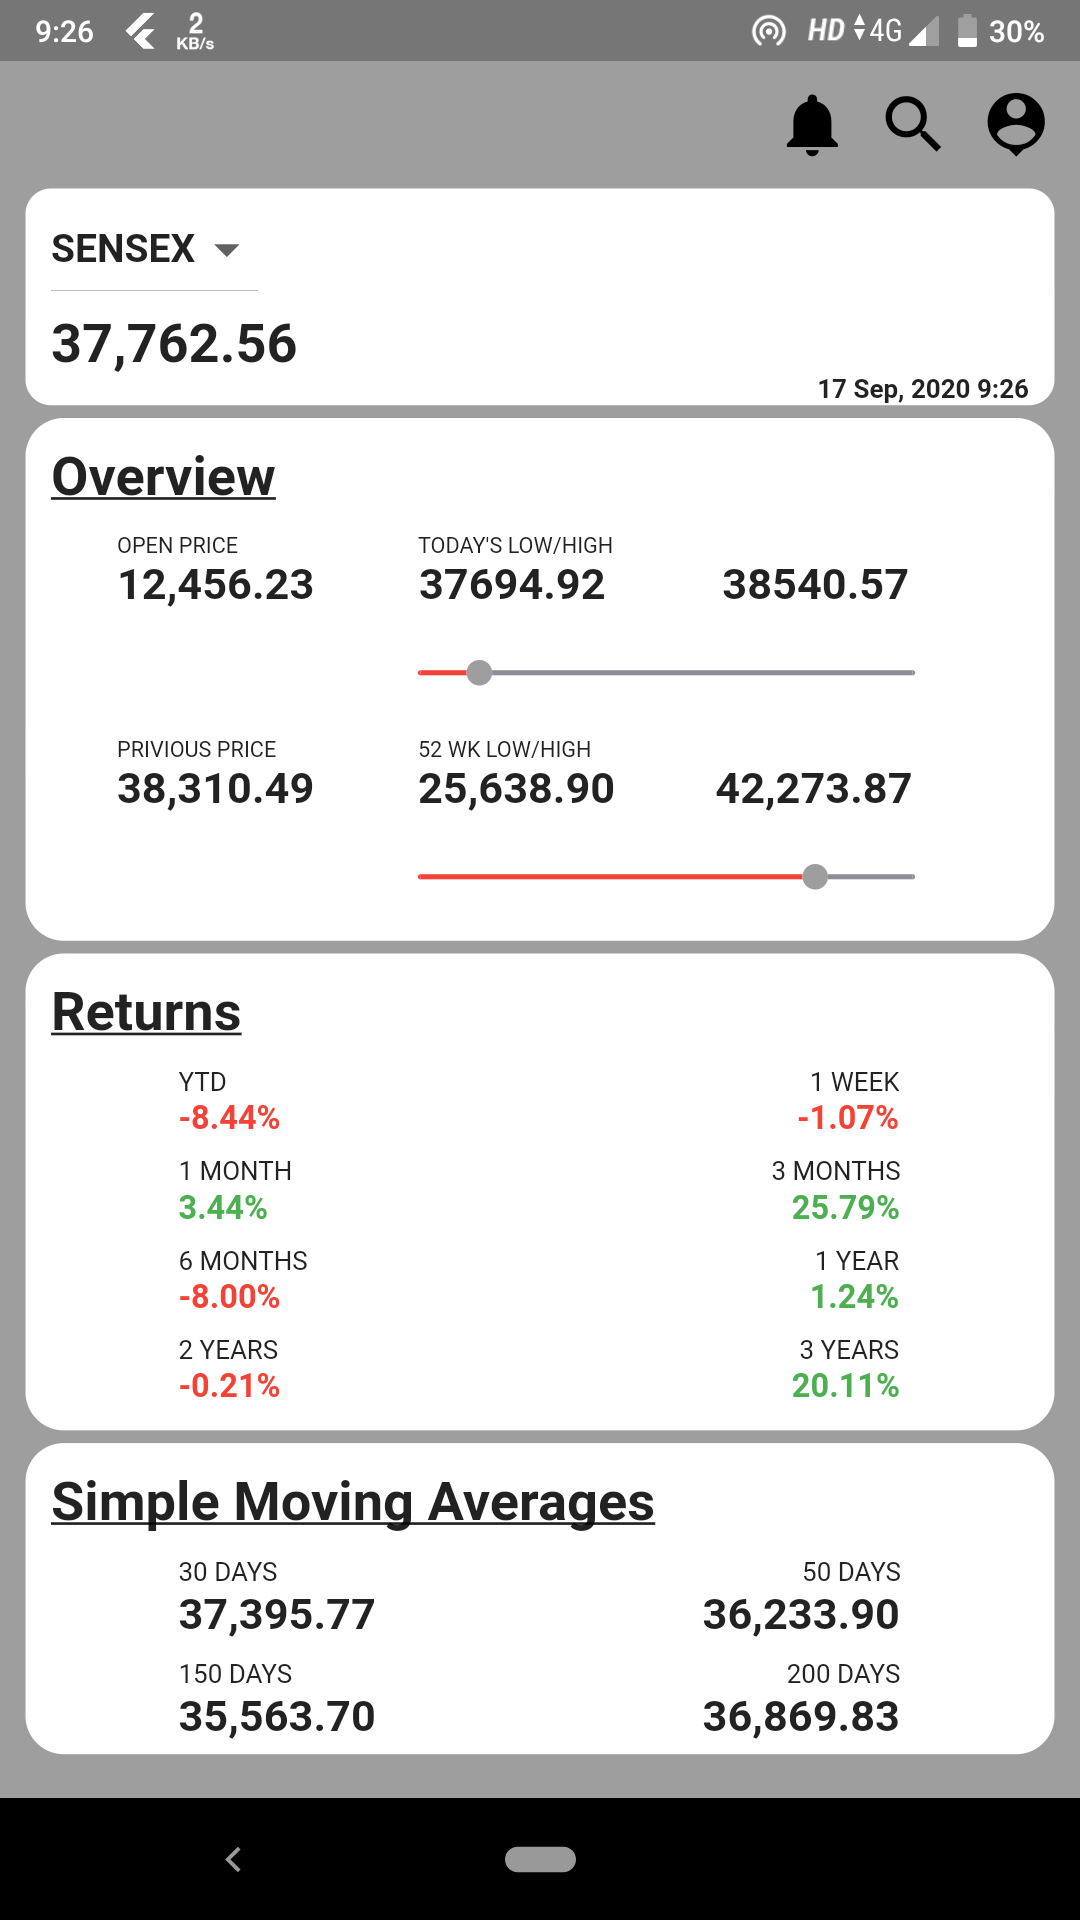 9:26 2 KB/s HD 4G 30%
SENSEX
37,762.56
17 Sep, 2020 9:26
Overview
OPEN PRICE TODAY'S LOW/HIGH
12,456.23 37694.92 38540.57
PRIVIOUS PRICE 52 WK LOW/HIGH
38,310.49 25,638.90 42,273.87
Returns
YTD 1 WEEK
-8.44% -1.07%
1 MONTH 3 MONTHS
3.44% 25.79%
6 MONTHS 1 YEAR
-8.00% 1.24%
2 YEARS 3 YEARS
-0.21% 20.11%
Simple Moving Averages
30 DAYS 50 DAYS
37,395.77 36,233.90
150 DAYS 200 DAYS
35,563.70 36,869.83